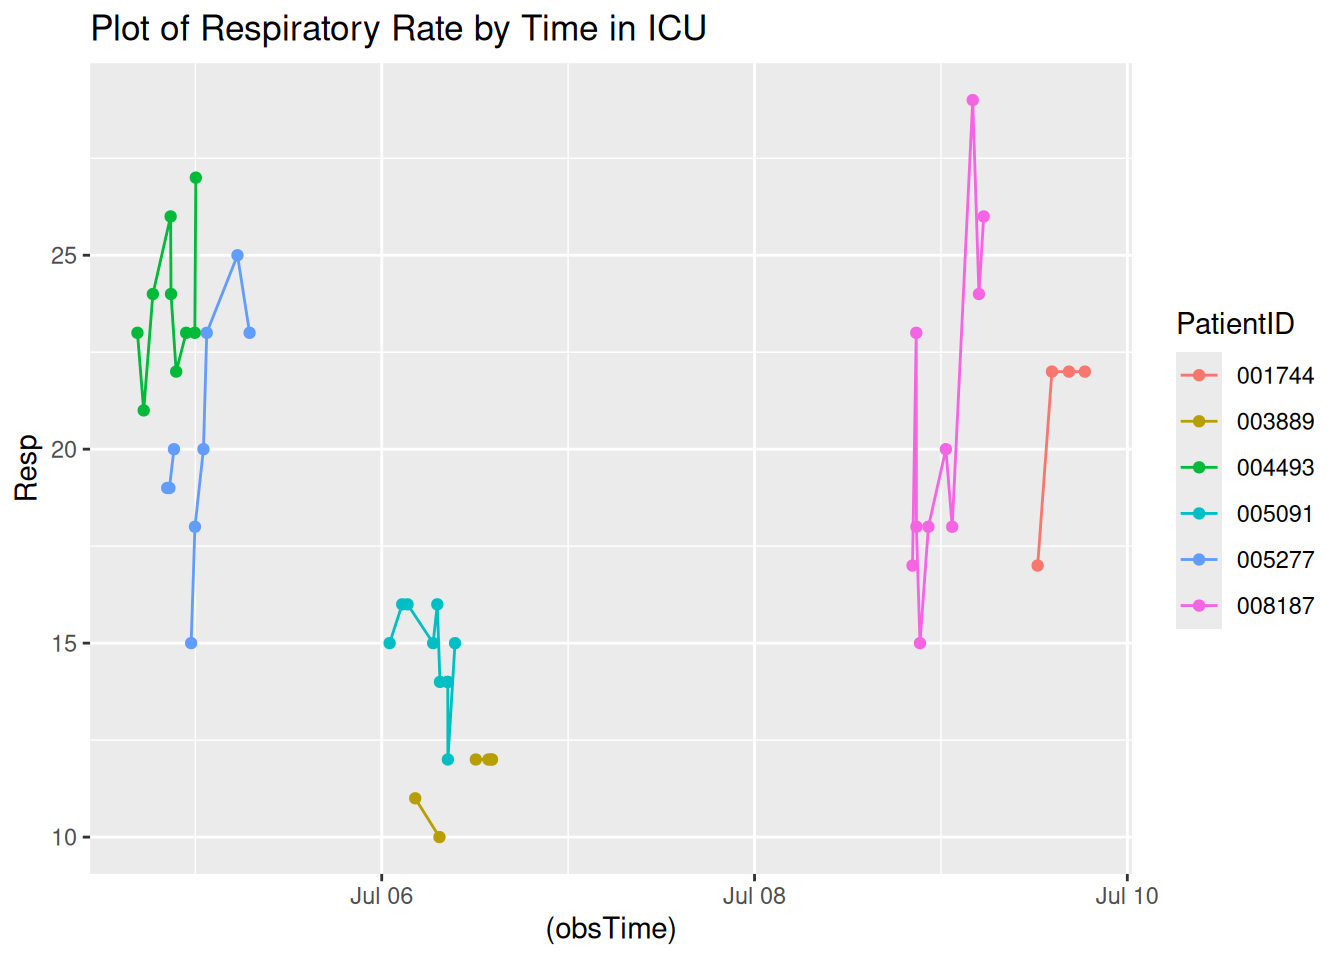 Plot of Respiratory Rate by Time in ICU
Resp
25
20
15
10
Jul 06
Jul 08
Jul 10
(obsTime)
PatientID
001744
003889
004493
005091
005277
008187